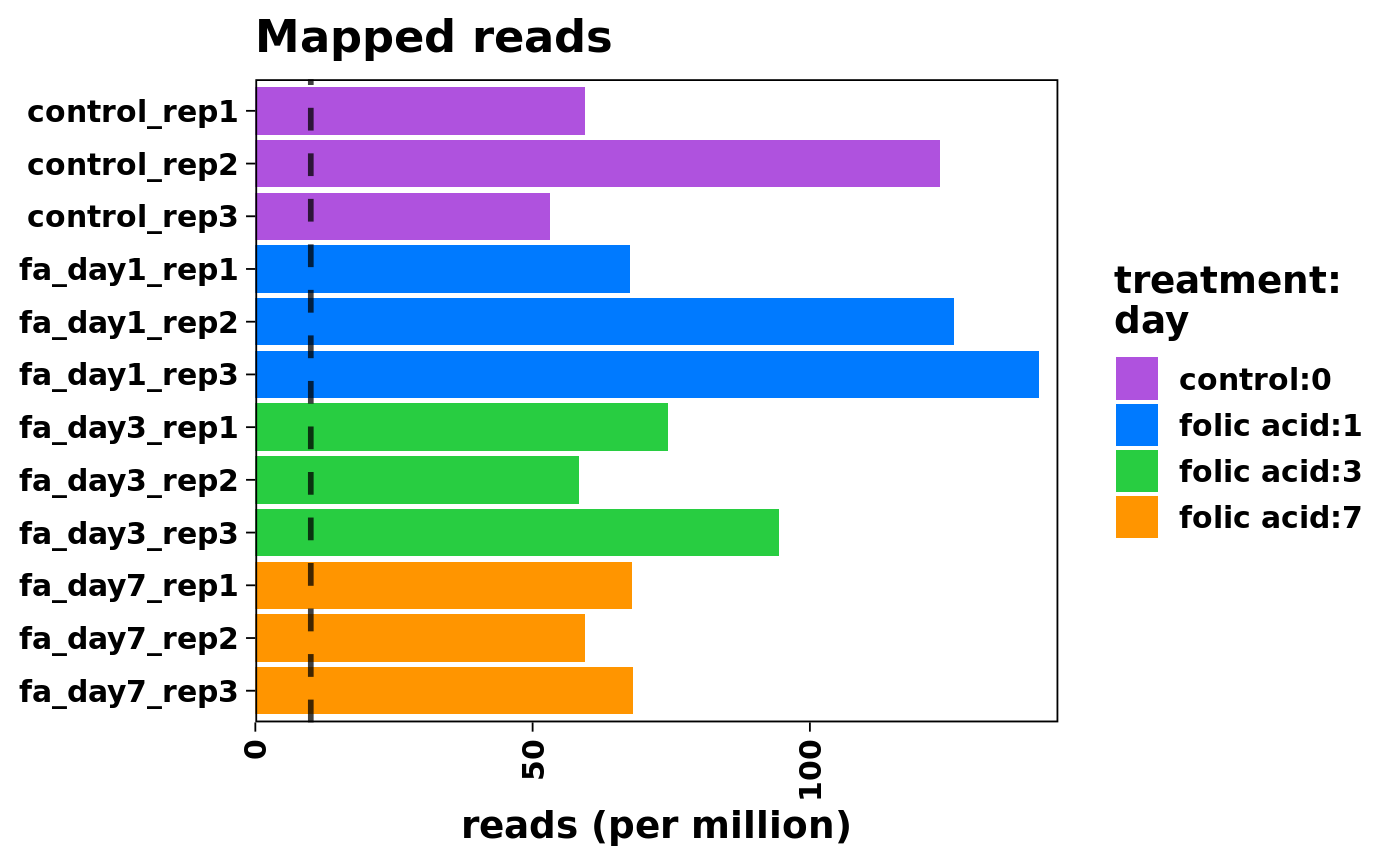 Mapped reads
control_rep1
control_rep2
control_rep3
fa_day1_rep1
fa_day1_rep2
fa_day1_rep3
fa_day3_rep1
fa_day3_rep2
fa_day3_rep3
fa_day7_rep1
fa_day7_rep2
fa_day7_rep3
0
50
100
reads (per million)
treatment:
day
control:0
folic acid:1
folic acid:3
folic acid:7